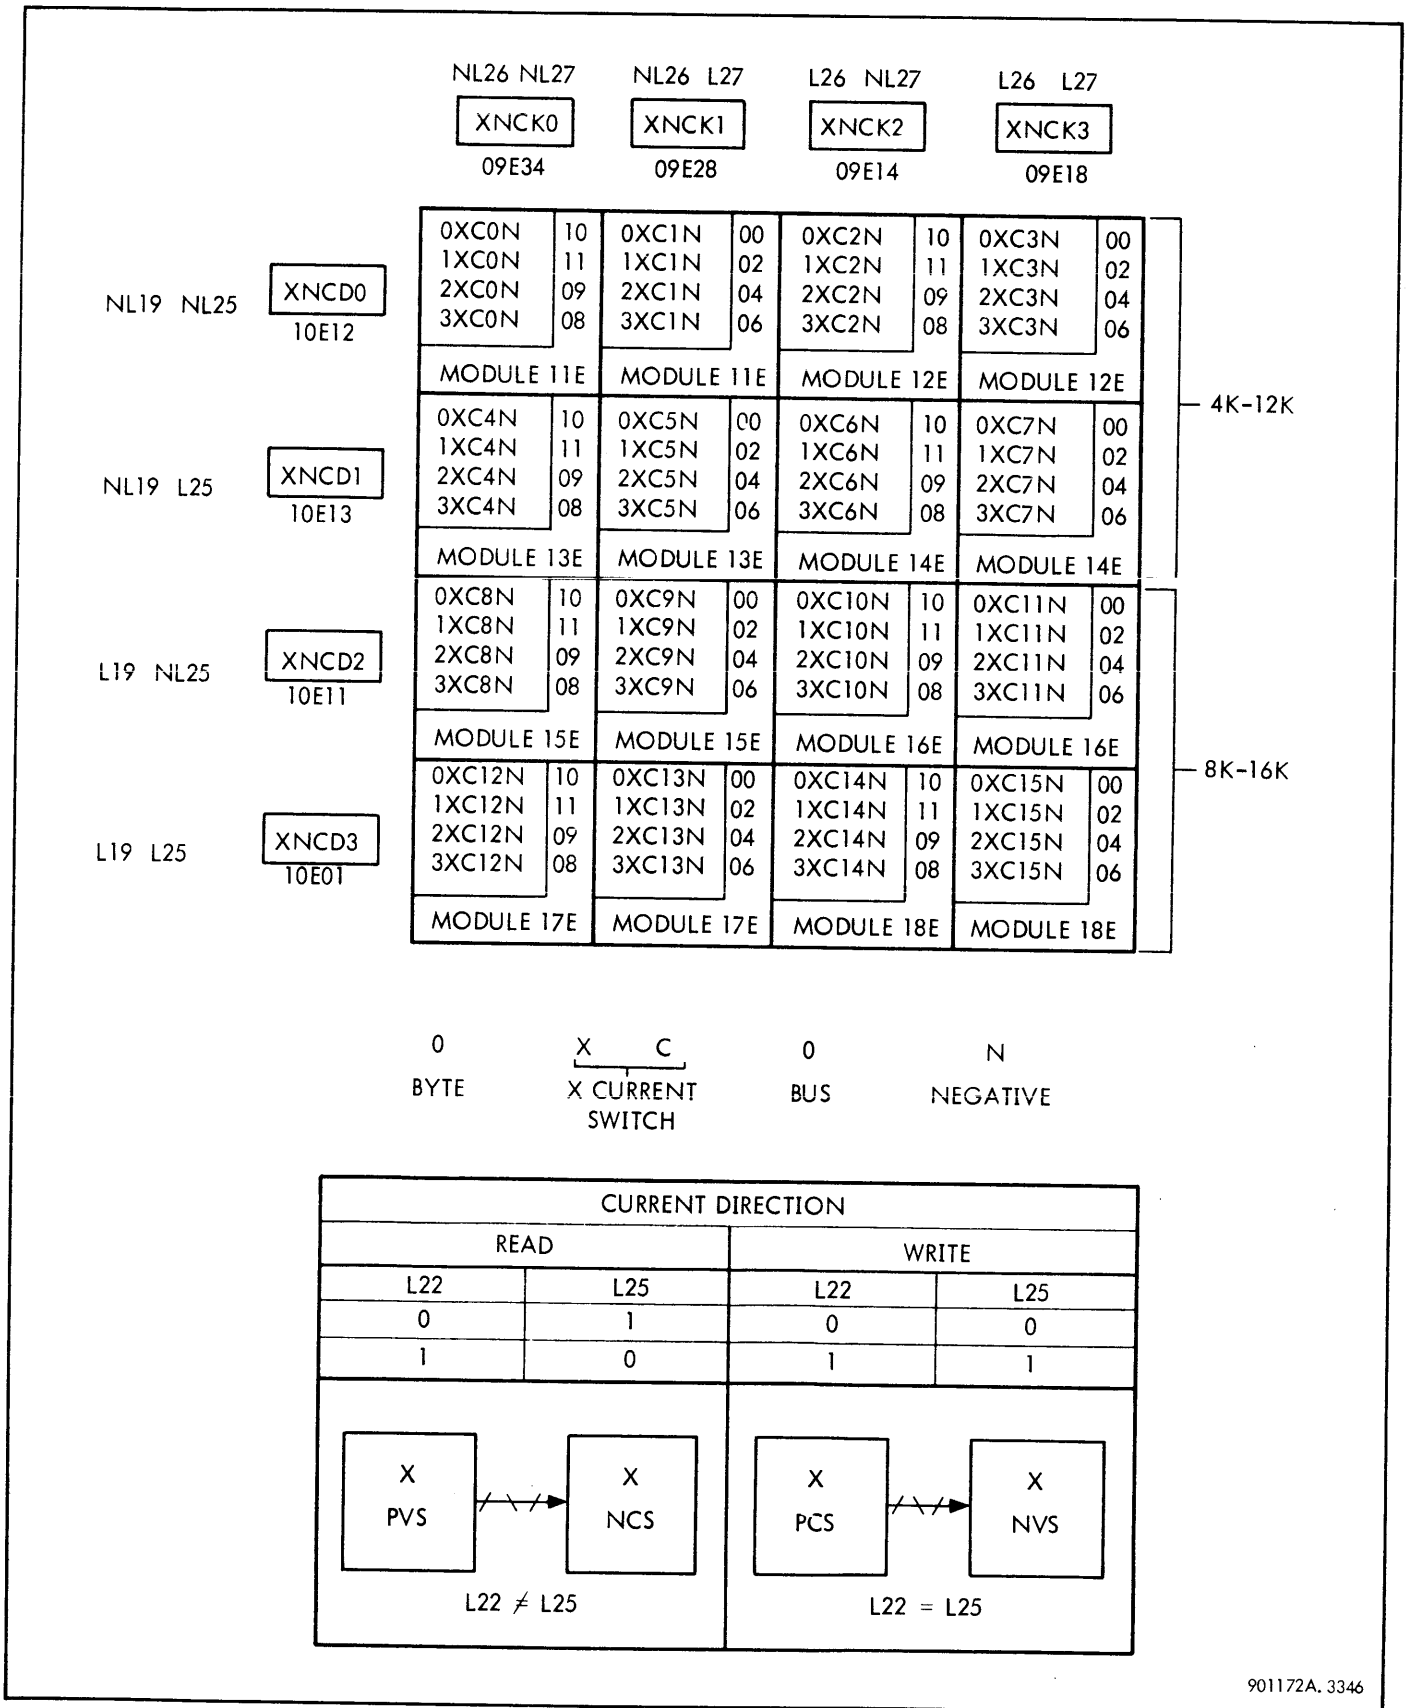 NL26 NL27 NL26 L27 L26 NL27 L26 L27
XNCK0 XNCK1 XNCK2 XNCK3
09E34 09E28 09E14 09E18
0XC0N 10 0XC1N 00 0XC2N 10 0XC3N 00
1XC0N 11 1XC1N 02 1XC2N 11 1XC3N 02
NL19 NL25 XNCD0 2XC0N 09 2XC1N 04 2XC2N 09 2XC3N 04
10E12 3XC0N 08 3XC1N 06 3XC2N 08 3XC3N 06
MODULE 11E MODULE 11E MODULE 12E MODULE 12E
4K-12K
0XC4N 10 0XC5N 00 0XC6N 10 0XC7N 00
1XC4N 11 1XC5N 02 1XC6N 11 1XC7N 02
NL19 L25 XNCD1 2XC4N 09 2XC5N 04 2XC6N 09 2XC7N 04
10E13 3XC4N 08 3XC5N 06 3XC6N 08 3XC7N 06
MODULE 13E MODULE 13E MODULE 14E MODULE 14E
0XC8N 10 0XC9N 00 0XC10N 10 0XC11N 00
1XC8N 11 1XC9N 02 1XC10N 11 1XC11N 02
L19 NL25 XNCD2 2XC8N 09 2XC9N 04 2XC10N 09 2XC11N 04
10E11 3XC8N 08 3XC9N 06 3XC10N 08 3XC11N 06
MODULE 15E MODULE 15E MODULE 16E MODULE 16E
8K-16K
0XC12N 10 0XC13N 00 0XC14N 10 0XC15N 00
1XC12N 11 1XC13N 02 1XC14N 11 1XC15N 02
L19 L25 XNCD3 2XC12N 09 2XC13N 04 2XC14N 09 2XC15N 04
10E01 3XC12N 08 3XC13N 06 3XC14N 08 3XC15N 06
MODULE 17E MODULE 17E MODULE 18E MODULE 18E
0 X C 0 N
BYTE X CURRENT BUS NEGATIVE
SWITCH
CURRENT DIRECTION
READ WRITE
L22 L25 L22 L25
0 1 0 0
1 0 1 1
X X X X
PVS NCS PCS NVS
L22 ≠ L25 L22 = L25
901172A.3346